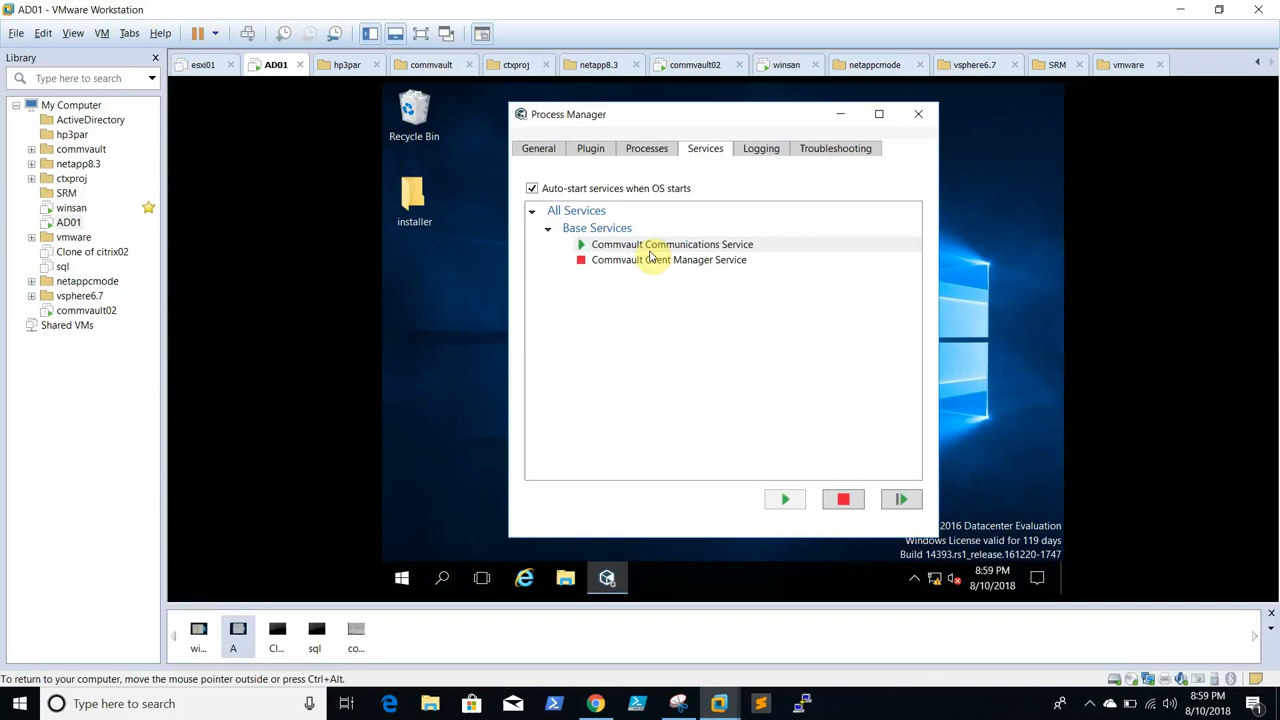 AD01 - VMware Workstation
File Edit View VM Tabs Help
Library
Type here to search
My Computer
ActiveDirectory
hp3par
commvault
netapp8.3
ctxproj
SRM
winsan
AD01
vmware
Clone of citrix02
sql
netappcmode
vsphere6.7
commvault02
Shared VMs
esxi01 AD01 hp3par commvault ctxproj netapp8.3 commvault02 winsan netappcmode vsphere6.7 SRM vmware
Recycle Bin
installer
Process Manager
General Plugin Processes Services Logging Troubleshooting
Auto-start services when OS starts
All Services
Base Services
Commvault Communications Service
Commvault Client Manager Service
2016 Datacenter Evaluation
Windows License valid for 119 days
Build 14393.rs1_release.161220-1747
8:59 PM
8/10/2018
wi... A Cl... sql co...
To return to your computer, move the mouse pointer outside or press Ctrl+Alt.
Type here to search
8:59 PM
8/10/2018